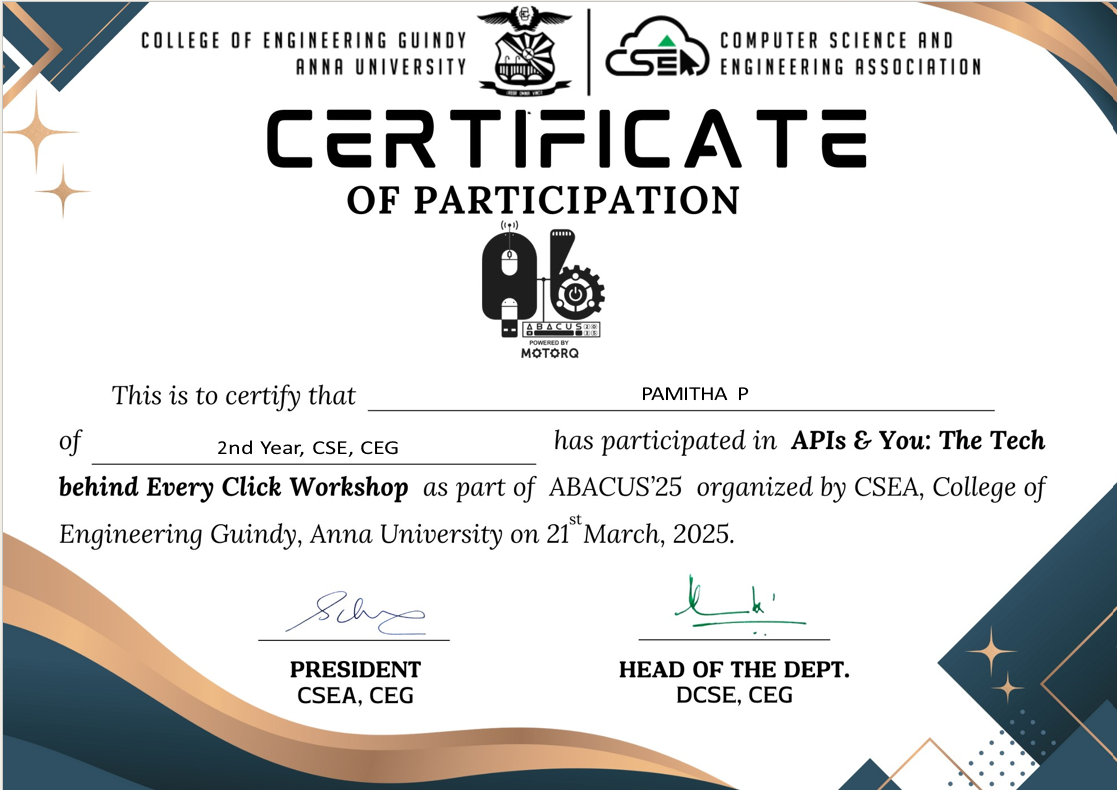 COLLEGE OF ENGINEERING GUINDY
ANNA UNIVERSITY
CSEA
COMPUTER SCIENCE AND
ENGINEERING ASSOCIATION
CERTIFICATE
OF PARTICIPATION
Ab
ABACUS
POWERED BY
MOTORQ
This is to certify that PAMITHA P
of 2nd Year, CSE, CEG has participated in APIs & You: The Tech
behind Every Click Workshop as part of ABACUS’25 organized by CSEA, College of
Engineering Guindy, Anna University on 21st March, 2025.
PRESIDENT
CSEA, CEG
HEAD OF THE DEPT.
DCSE, CEG